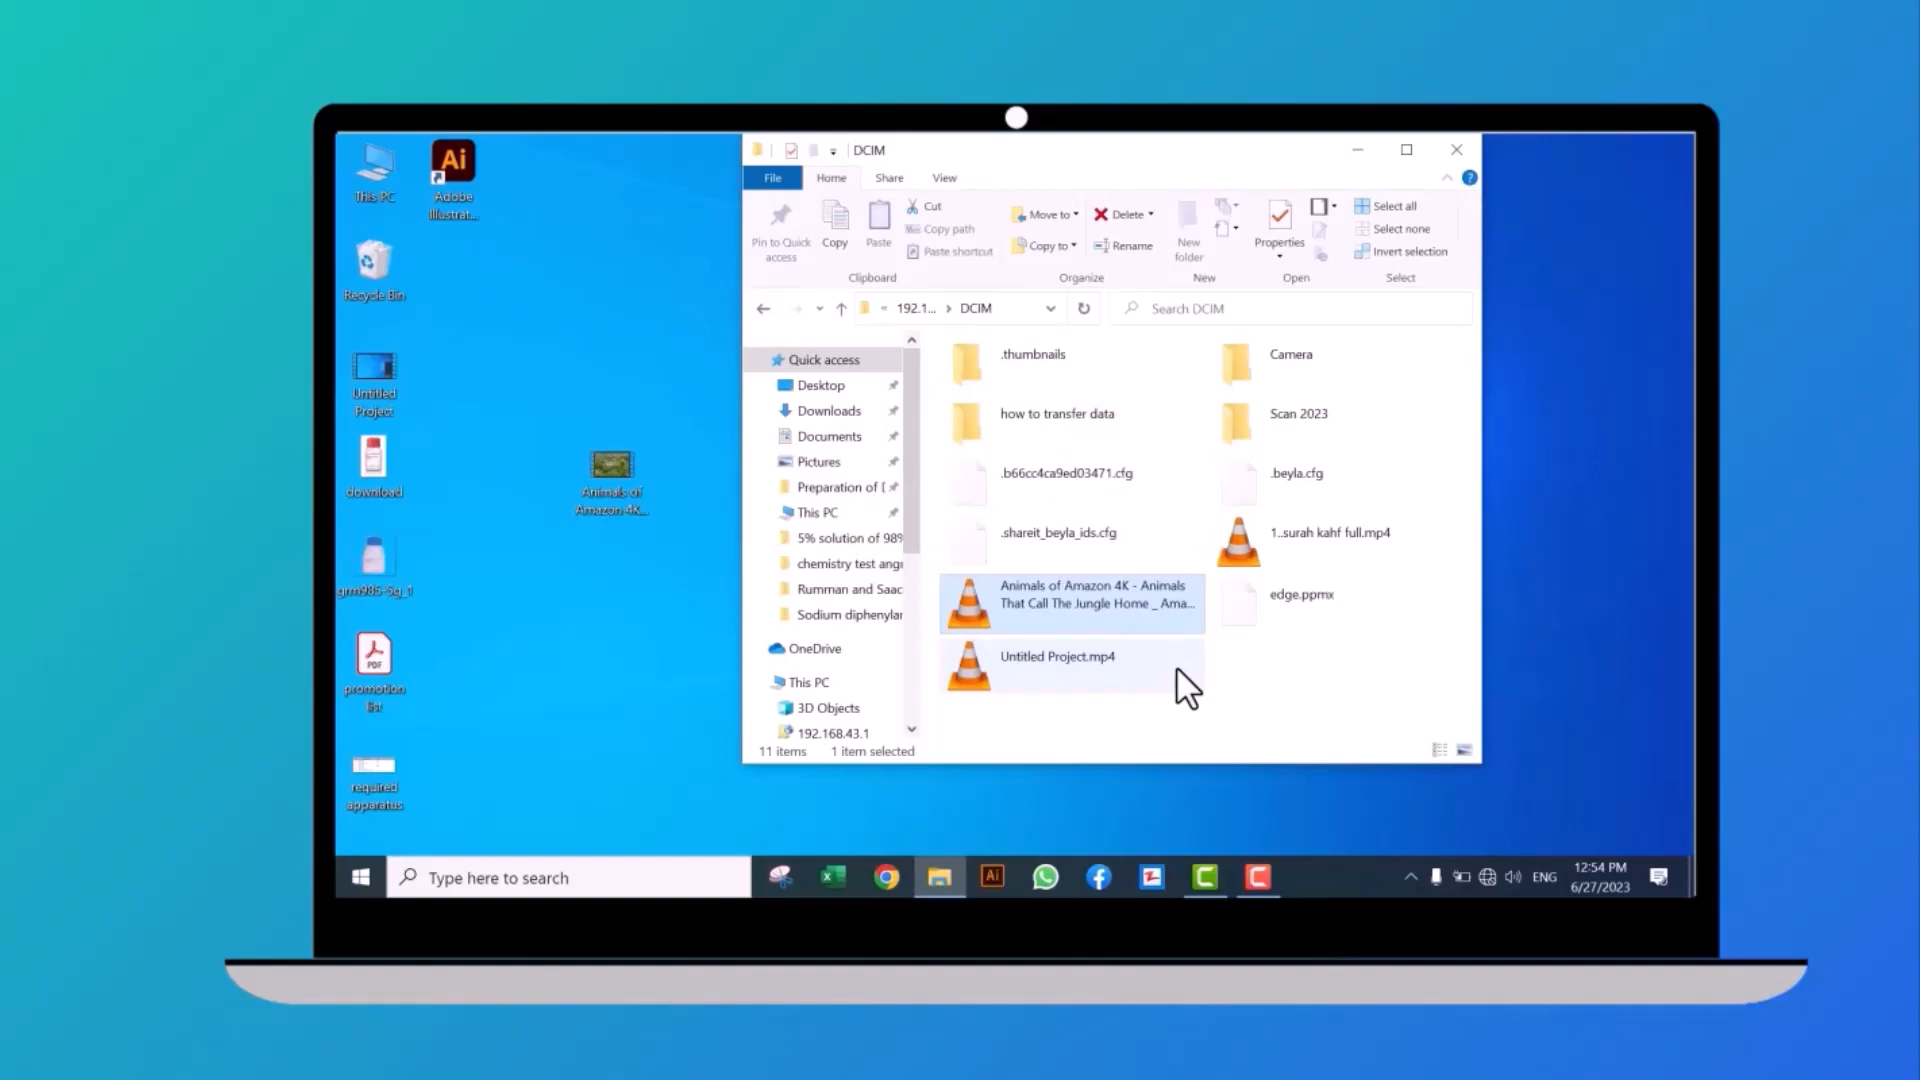 This PC
Ai
Adobe
Illustrat...
Recycle Bin
Untitled
Project
download
grm985-5g_1
PDF
promotion
list
required
apparatus
Animals of
Amazon 4K...
DCIM
File
Home
Share
View
Pin to Quick
access
Copy
Paste
Cut
Copy path
Paste shortcut
Clipboard
Move to
Copy to
Delete
Rename
Organize
New
folder
New
Properties
Open
Select all
Select none
Invert selection
Select
« 192.1... › DCIM
Search DCIM
Quick access
Desktop
Downloads
Documents
Pictures
Preparation of
This PC
5% solution of 98%
chemistry test angr
Rumman and Saac
Sodium diphenylar
OneDrive
This PC
3D Objects
192.168.43.1
.thumbnails
Camera
how to transfer data
Scan 2023
.b66cc4ca9ed03471.cfg
.beyla.cfg
.shareit_beyla_ids.cfg
1..surah kahf full.mp4
Animals of Amazon 4K - Animals
That Call The Jungle Home _ Ama...
edge.ppmx
Untitled Project.mp4
11 items 1 item selected
Type here to search
Ai
ENG
12:54 PM
6/27/2023